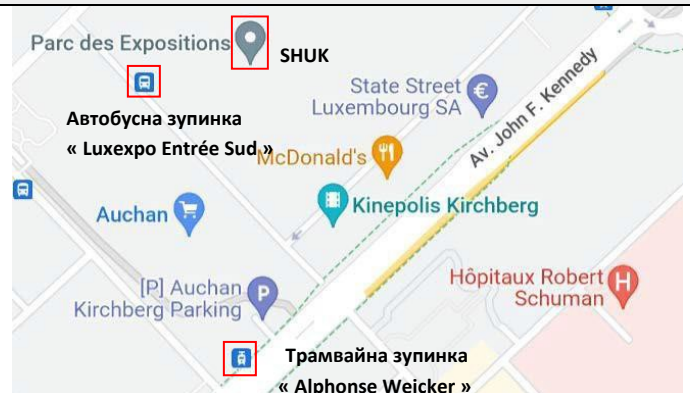 Parc des Expositions
SHUK
Автобусна зупинка
« Luxexpo Entrée Sud »
State Street
Luxembourg SA
€
Av. John F. Kennedy
McDonald's
Auchan
Kinepolis Kirchberg
[P] Auchan
Kirchberg Parking
P
Hôpitaux Robert
Schuman
H
Трамвайна зупинка
« Alphonse Weicker »